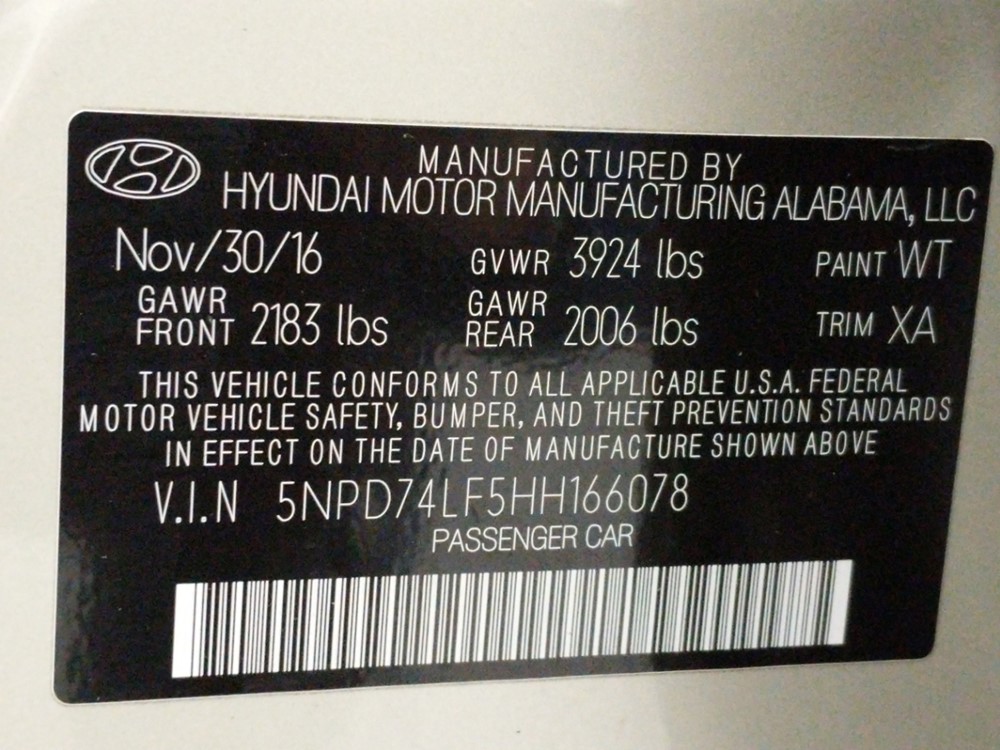 MANUFACTURED BY
HYUNDAI MOTOR MANUFACTURING ALABAMA, LLC
Nov/30/16 GVWR 3924 lbs PAINT WT
GAWR FRONT 2183 lbs GAWR REAR 2006 lbs TRIM XA
THIS VEHICLE CONFORMS TO ALL APPLICABLE U.S.A. FEDERAL
MOTOR VEHICLE SAFETY, BUMPER, AND THEFT PREVENTION STANDARDS
IN EFFECT ON THE DATE OF MANUFACTURE SHOWN ABOVE
V.I.N 5NPD74LF5HH166078
PASSENGER CAR